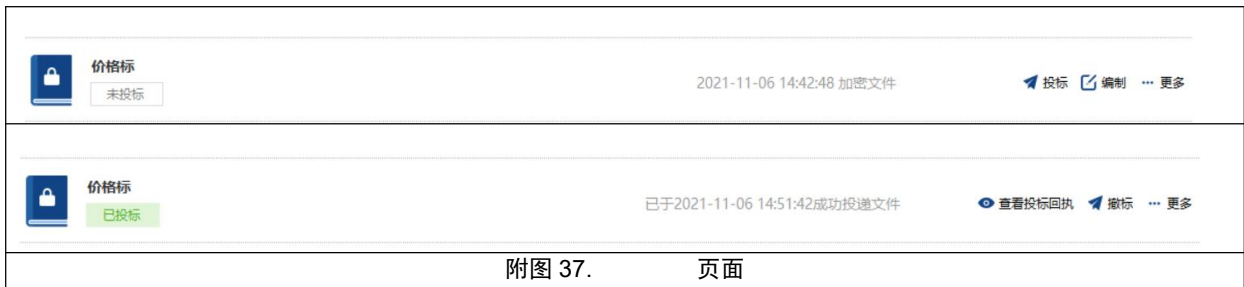 价格标
未投标
2021-11-06 14:42:48 加密文件
投标 编制 ··· 更多
价格标
已投标
已于2021-11-06 14:51:42成功投递文件
查看投标回执 撤标 ··· 更多
附图 37. 页面